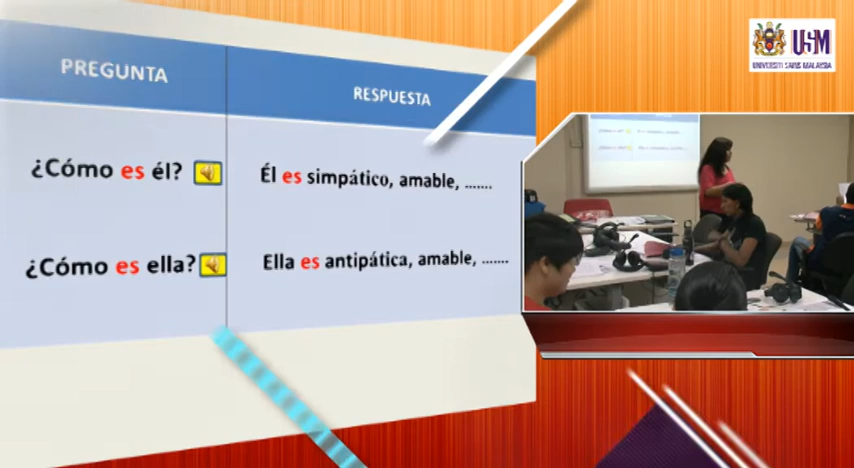 PREGUNTA
RESPUESTA
¿Cómo es él?
Él es simpático, amable, .......
¿Cómo es ella?
Ella es antipática, amable, .......
USM
UNIVERSITI SAINS MALAYSIA